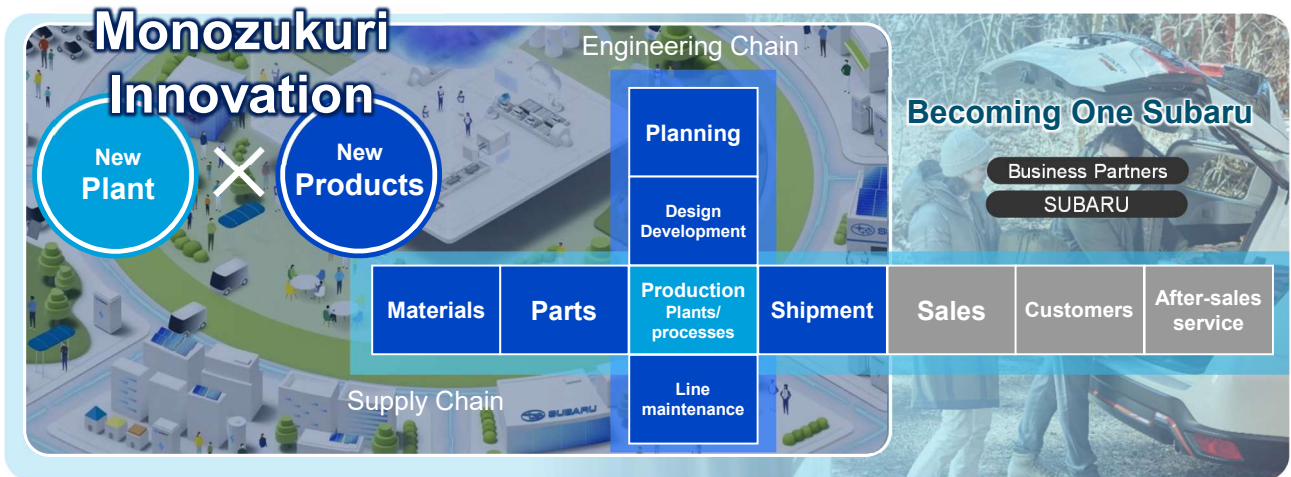 Monozukuri
Innovation
New
Plant
×
New
Products
Engineering Chain
Planning
Design
Development
Materials
Parts
Production
Plants/
processes
Shipment
Sales
Customers
After-sales
service
Line
maintenance
Supply Chain
SUBARU
Becoming One Subaru
Business Partners
SUBARU